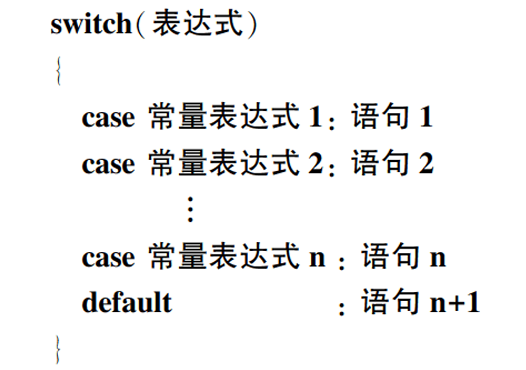 switch(表达式)
{
case 常量表达式 1: 语句 1
case 常量表达式 2: 语句 2
⋮
case 常量表达式 n : 语句 n
default : 语句 n+1
}